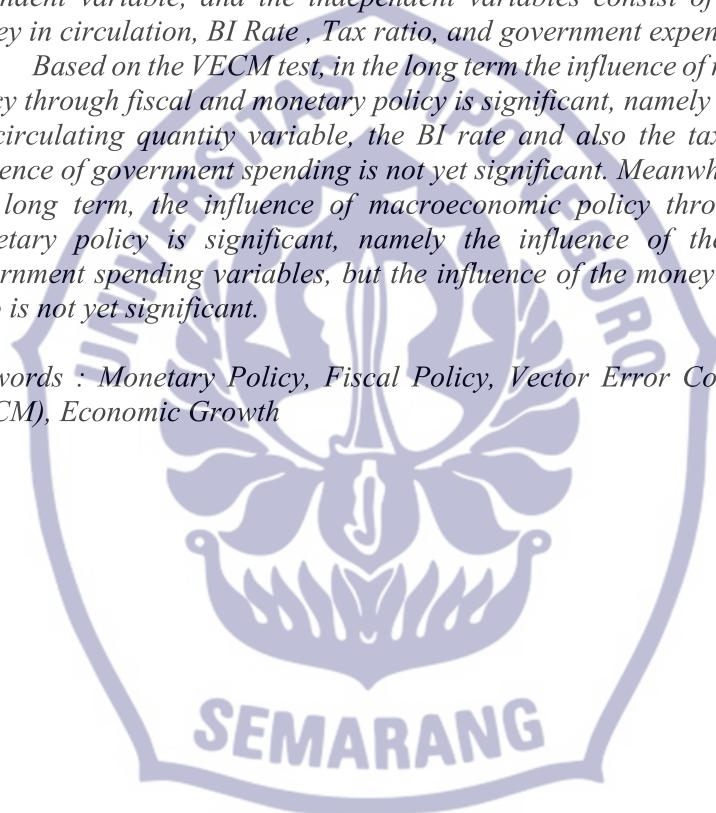 ndent variable, and the independent variables consist of
ey in circulation, BI Rate , Tax ratio, and government expen
Based on the VECM test, in the long term the influence of
ey through fiscal and monetary policy is significant, namely
circulating quantity variable, the BI rate and also the tax
ence of government spending is not yet significant. Meanwh
long term, the influence of macroeconomic policy thro
etary policy is significant, namely the influence of the
ernment spending variables, but the influence of the money
is not yet significant.
words : Monetary Policy, Fiscal Policy, Vector Error Co
CM), Economic Growth
UNIVERSITAS DIPONEGORO
SEMARANG